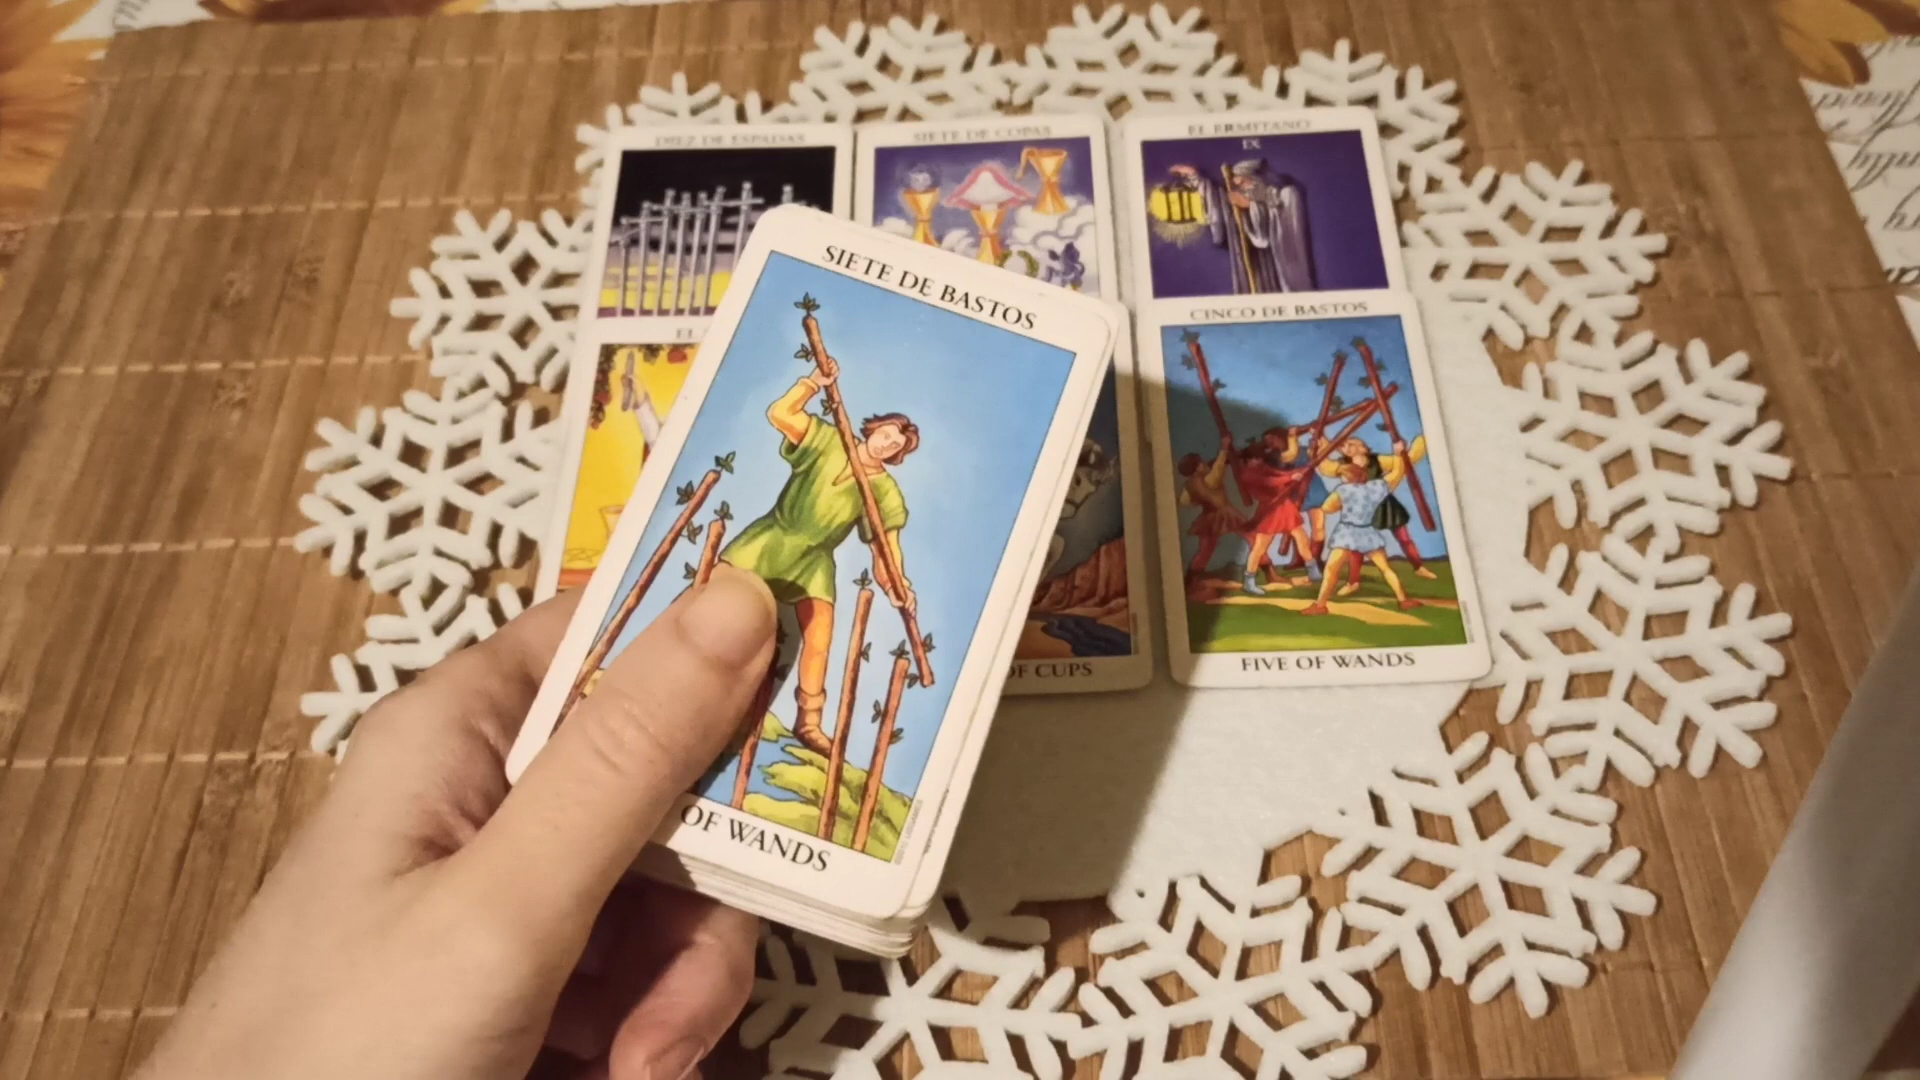 DIEZ DE ESPADAS
SIETE DE COPAS
EL ERMITAÑO
IX
EL
CINCO DE BASTOS
SIETE DE BASTOS
OF WANDS
OF CUPS
FIVE OF WANDS